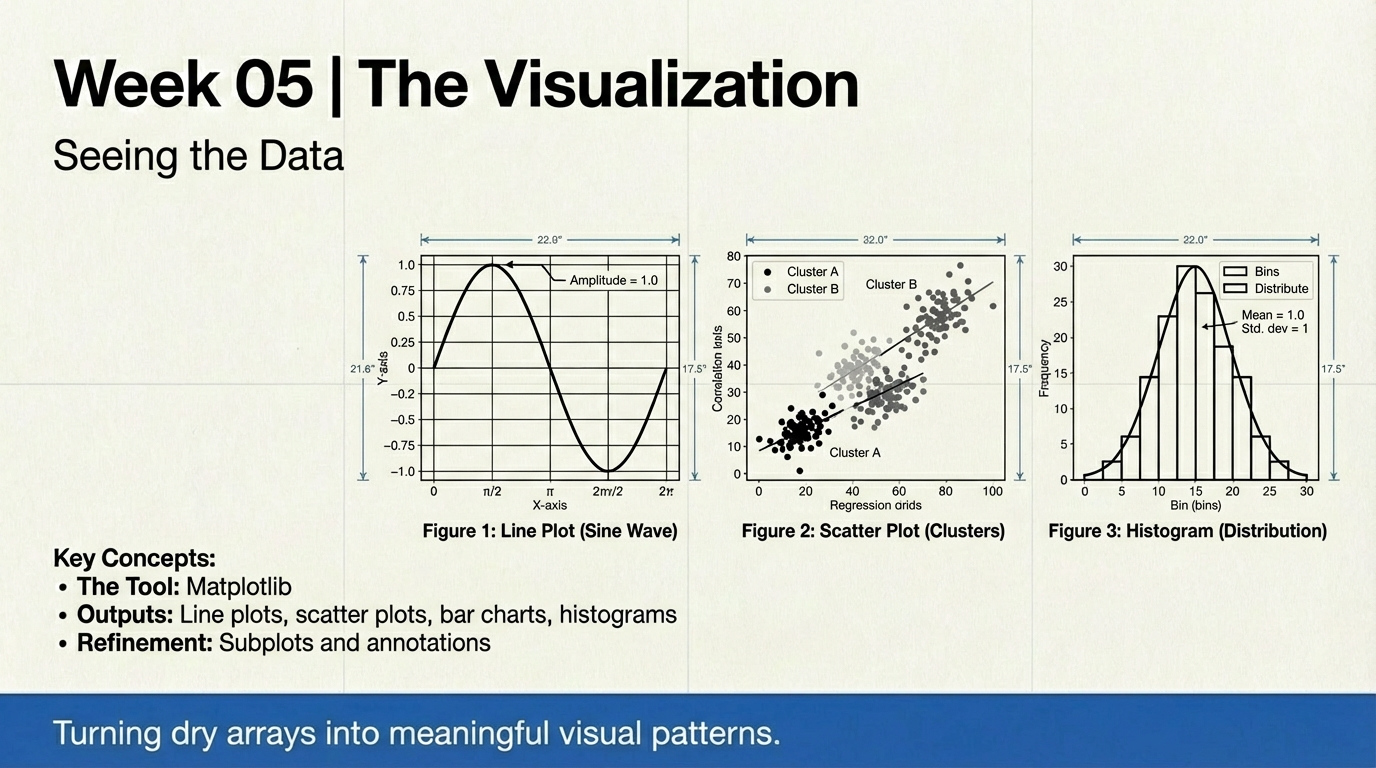 Week 05 | The Visualization
Seeing the Data
22.8"
21.6"
17.5"
Amplitude = 1.0
1.0
0.75
0.5
0.25
0
−0.2
−0.5
−0.75
−1.0
0
π/2
π
2π
X-axis
Figure 1: Line Plot (Sine Wave)
32.0"
17.5"
Cluster A
Cluster B
Cluster B
Cluster A
80
70
60
50
40
30
20
10
0
0 20 40 60 80 100
Regression
Figure 2: Scatter Plot (Clusters)
22.0"
17.5"
Bins
Distribute
Mean = 1.0
Std. dev = 1
30
25
20
15
10
5
0
0 5 10 15 20 25 30
Bin (bins)
Figure 3: Histogram (Distribution)
Key Concepts:
• The Tool: Matplotlib
• Outputs: Line plots, scatter plots, bar charts, histograms
• Refinement: Subplots and annotations
Turning dry arrays into meaningful visual patterns.